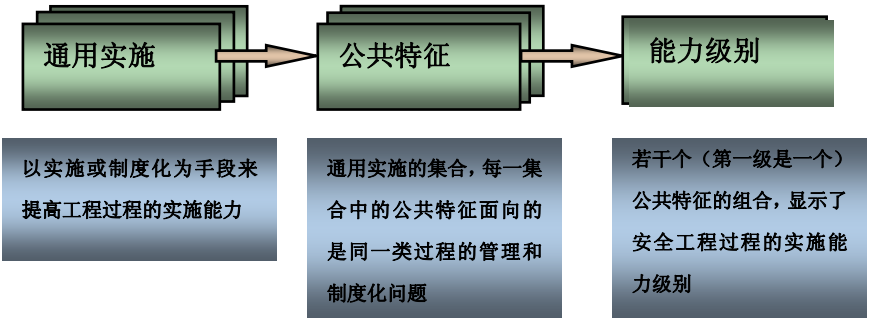 通用实施
公共特征
能力级别
以实施或制度化为手段来
提高工程过程的实施能力
通用实施的集合，每一集
合中的公共特征面向的
是同一类过程的管理和
制度化问题
若干个（第一级是一个）
公共特征的组合，显示了
安全工程过程的实施能
力级别